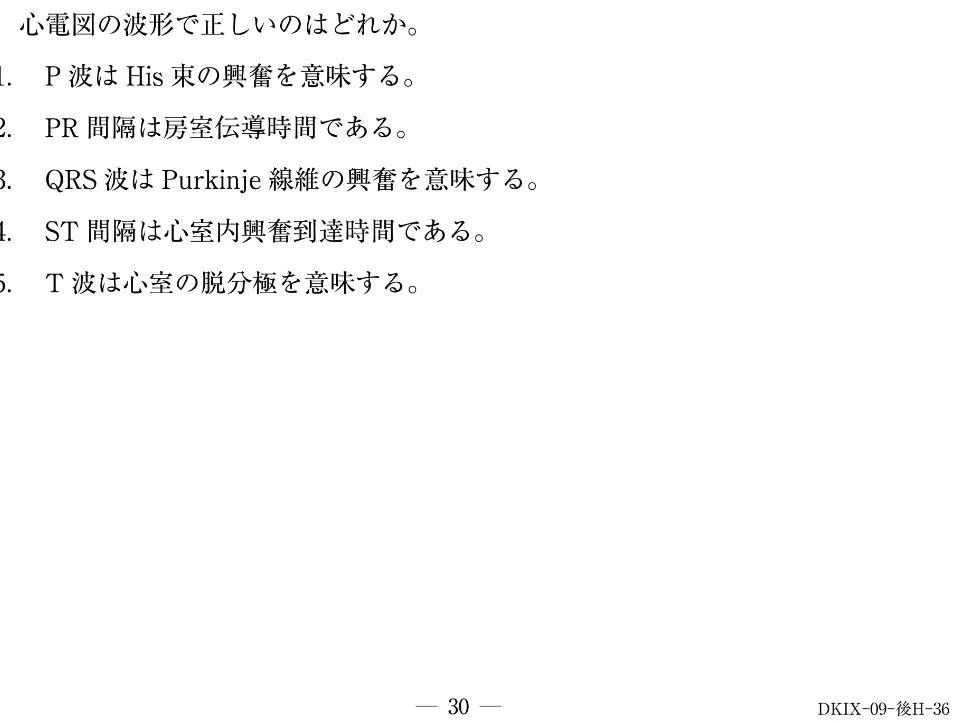 心電図の波形で正しいのはどれか。
1. P 波は His 束の興奮を意味する。
2. PR 間隔は房室伝導時間である。
3. QRS 波は Purkinje 線維の興奮を意味する。
4. ST 間隔は心室内興奮到達時間である。
5. T 波は心室の脱分極を意味する。
— 30 —
DKIX-09-後H-36